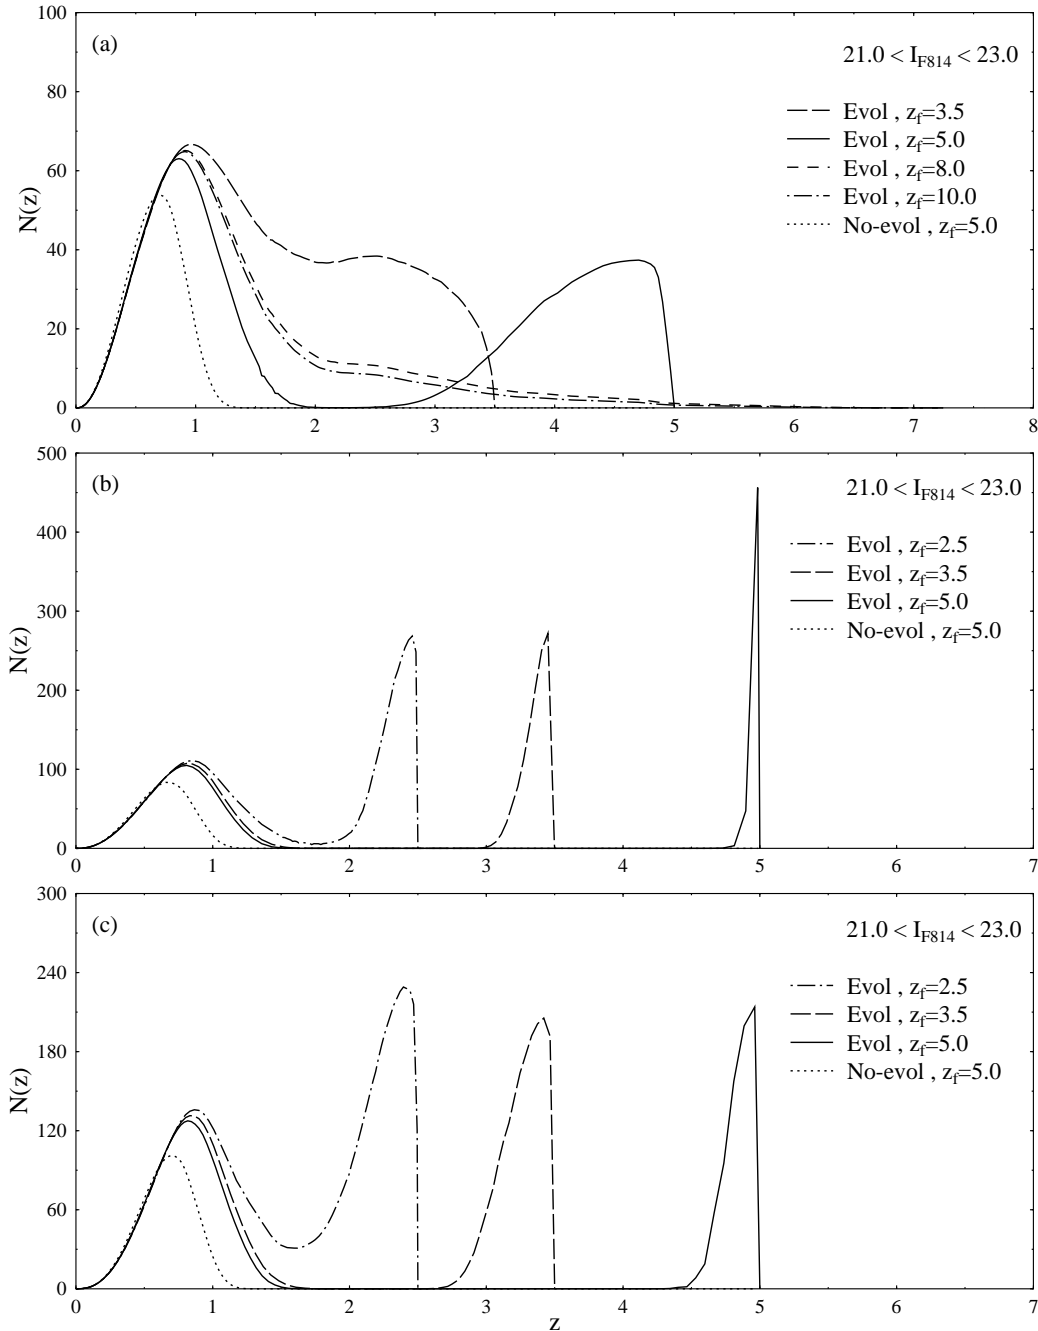 100
(a)
21.0 < I_F814 < 23.0
80
Evol , z_f=3.5
Evol , z_f=5.0
60
Evol , z_f=8.0
Evol , z_f=10.0
No-evol , z_f=5.0
N(z)
40
20
0
0 1 2 3 4 5 6 7 8
500
(b)
21.0 < I_F814 < 23.0
400
Evol , z_f=2.5
Evol , z_f=3.5
300
Evol , z_f=5.0
No-evol , z_f=5.0
N(z)
200
100
0
0 1 2 3 4 5 6 7
300
(c)
21.0 < I_F814 < 23.0
240
Evol , z_f=2.5
Evol , z_f=3.5
180
Evol , z_f=5.0
No-evol , z_f=5.0
N(z)
120
60
0
0 1 2 3 4 5 6 7
z